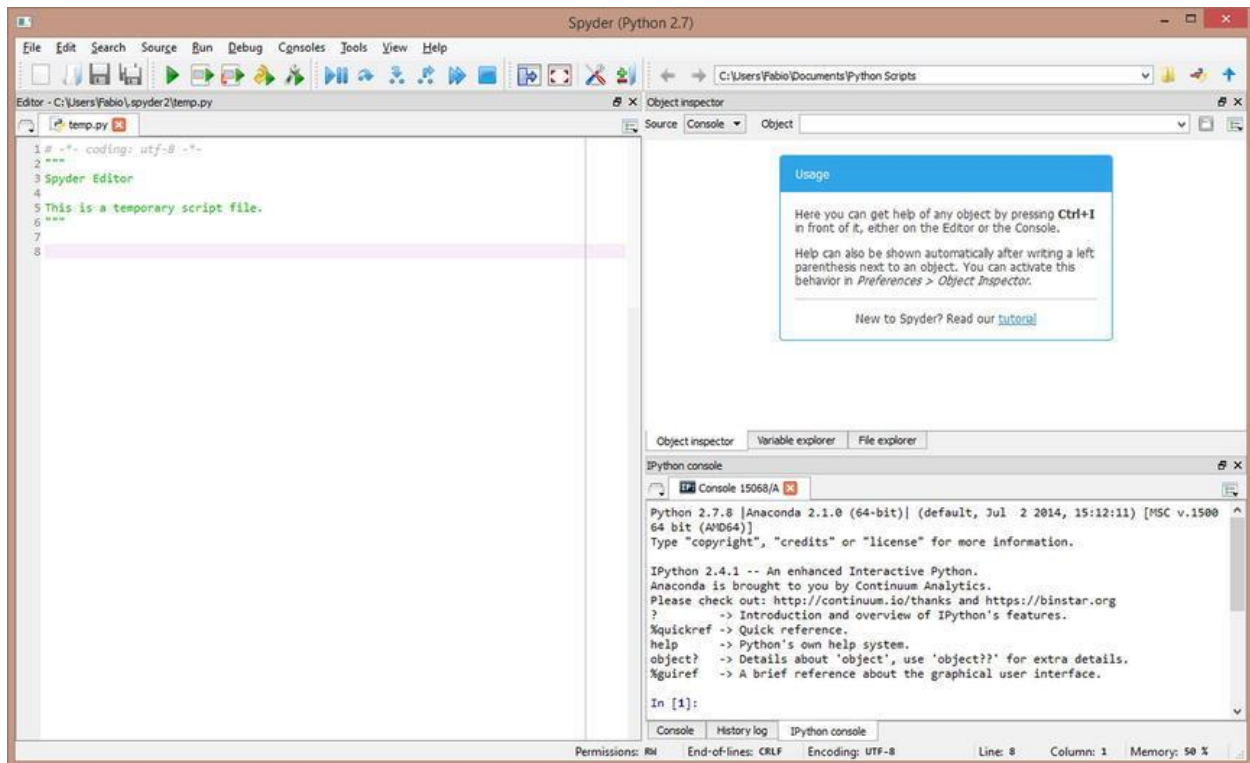 Spyder (Python 2.7)
File Edit Search Source Run Debug Consoles Tools View Help
C:\Users\Fabio\Documents\Python Scripts
Editor - C:\Users\Fabio\.spyder2\temp.py
temp.py
1 # -*- coding: utf-8 -*-
2 """
3 Spyder Editor
4
5 This is a temporary script file.
6 """
7
8
Object inspector
Source Console Object
Usage
Here you can get help of any object by pressing Ctrl+I
in front of it, either on the Editor or the Console.
Help can also be shown automatically after writing a left
parenthesis next to an object. You can activate this
behavior in Preferences > Object Inspector.
New to Spyder? Read our tutorial
Object inspector Variable explorer File explorer
IPython console
Console 15068/A
Python 2.7.8 |Anaconda 2.1.0 (64-bit)| (default, Jul  2 2014, 15:12:11) [MSC v.1500
64 bit (AMD64)]
Type "copyright", "credits" or "license" for more information.
IPython 2.4.1 -- An enhanced Interactive Python.
Anaconda is brought to you by Continuum Analytics.
Please check out: http://continuum.io/thanks and https://binstar.org
?         -> Introduction and overview of IPython's features.
%quickref -> Quick reference.
help      -> Python's own help system.
object?   -> Details about 'object', use 'object??' for extra details.
%guiref   -> A brief reference about the graphical user interface.
In [1]:
Console History log IPython console
Permissions: RW End-of-lines: CRLF Encoding: UTF-8 Line: 8 Column: 1 Memory: 50 %